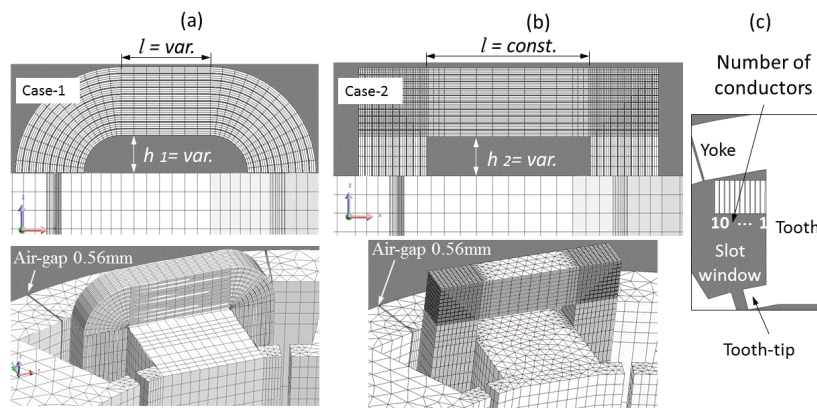 (a)
(b)
(c)
l = var.
l = const.
Number of
conductors
Case-1
Case-2
h 1= var.
h 2= var.
Yoke
10 ... 1
Tooth
Slot
window
Air-gap 0.56mm
Air-gap 0.56mm
Tooth-tip